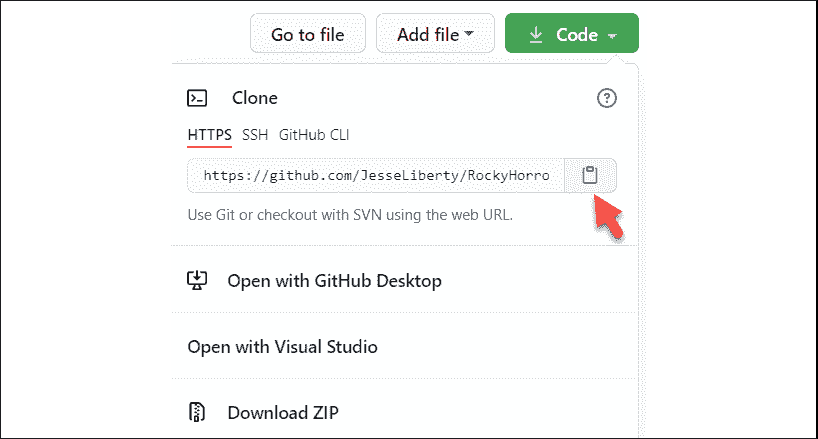 Go to file Add file Code
Clone
HTTPS SSH GitHub CLI
https://github.com/JesseLiberty/RockyHorro
Use Git or checkout with SVN using the web URL.
Open with GitHub Desktop
Open with Visual Studio
Download ZIP